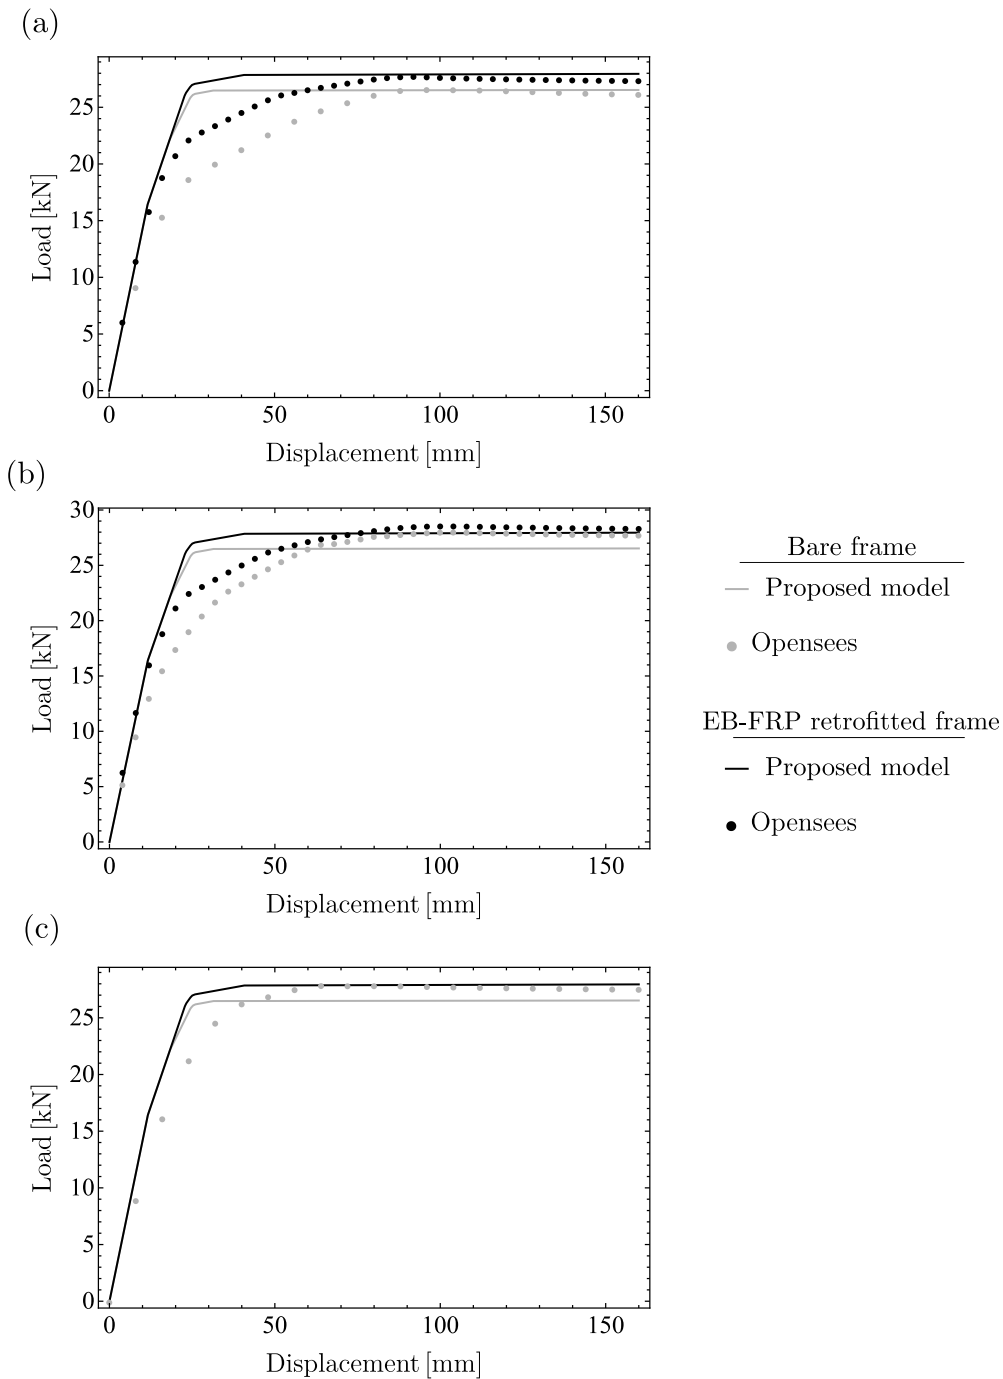 (a)
25
20
15
10
5
0
Load [kN]
0 50 100 150
Displacement [mm]
(b)
30
25
20
15
10
5
0
Load [kN]
0 50 100 150
Displacement [mm]
Bare frame
Proposed model
Opensees
EB-FRP retrofitted frame
Proposed model
Opensees
(c)
25
20
15
10
5
0
Load [kN]
0 50 100 150
Displacement [mm]